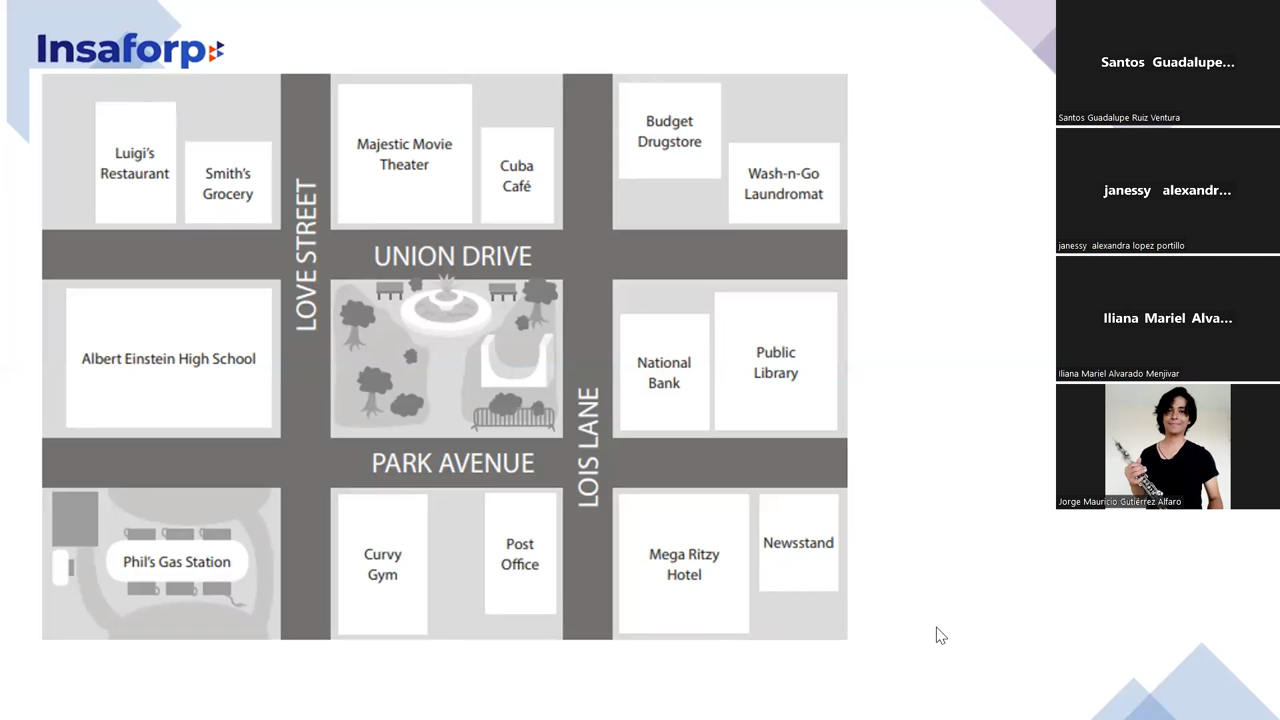 Insaforp
Luigi's
Restaurant
Smith's
Grocery
LOVE STREET
Majestic Movie
Theater
Cuba
Café
Budget
Drugstore
Wash-n-Go
Laundromat
UNION DRIVE
Albert Einstein High School
National
Bank
Public
Library
LOIS LANE
PARK AVENUE
Phil's Gas Station
Curvy
Gym
Post
Office
Mega Ritzy
Hotel
Newsstand
Santos Guadalupe...
Santos Guadalupe Ruiz Ventura
janessy alexandr...
janessy alexandra lopez portillo
Iliana Mariel Alva...
Iliana Mariel Alvarado Menjivar
Jorge Mauricio Gutiérrez Alfaro